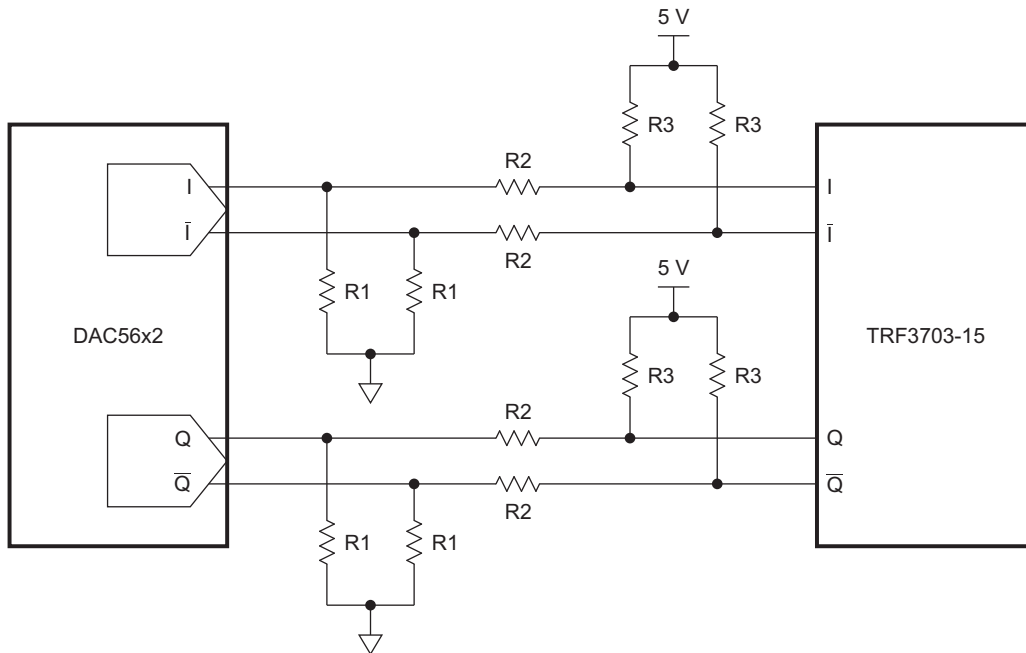 5 V
R3 R3
R2
I I
I̅ I̅
R2
5 V
R1 R1
DAC56x2 TRF3703-15
R3 R3
R2
Q Q
Q̅ Q̅
R2
R1 R1